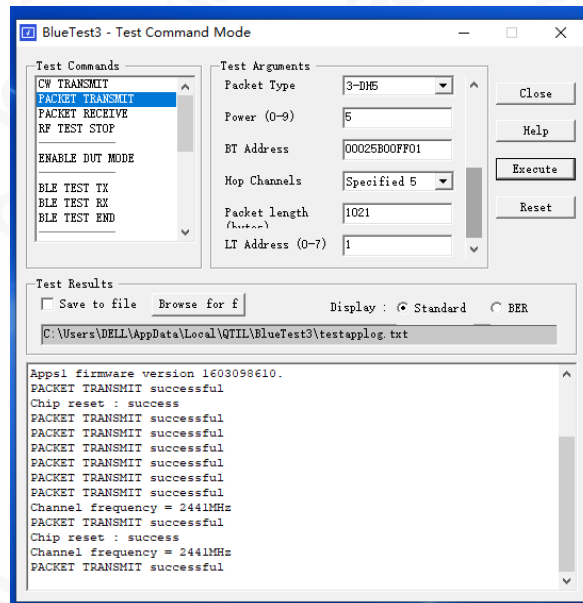 BlueTest3 - Test Command Mode
Test Commands
CW TRANSMIT
PACKET TRANSMIT
PACKET RECEIVE
RF TEST STOP
ENABLE DUT MODE
BLE TEST TX
BLE TEST RX
BLE TEST END
Test Arguments
Packet Type 3-DH5
Power (0-9) 5
BT Address 00025B00FF01
Hop Channels Specified 5
Packet length 1021
(bytes)
LT Address (0-7) 1
Close
Help
Execute
Reset
Test Results
Save to file Browse for f Display : Standard BER
C:\Users\DELL\AppData\Local\QTIL\BlueTest3\testapplog.txt
Apps1 firmware version 1603098610.
PACKET TRANSMIT successful
Chip reset : success
PACKET TRANSMIT successful
PACKET TRANSMIT successful
PACKET TRANSMIT successful
PACKET TRANSMIT successful
PACKET TRANSMIT successful
PACKET TRANSMIT successful
Channel frequency = 2441MHz
PACKET TRANSMIT successful
Chip reset : success
Channel frequency = 2441MHz
PACKET TRANSMIT successful